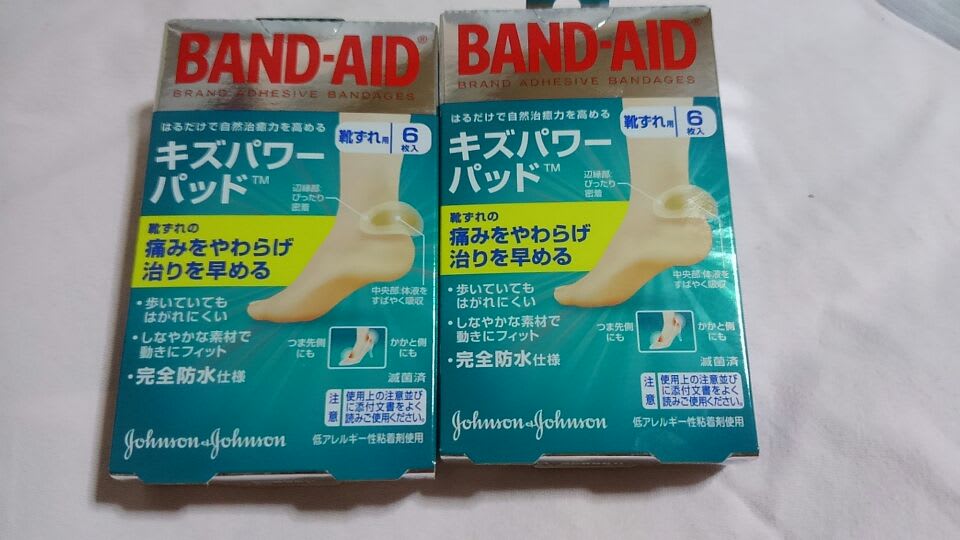 BAND-AID®
BRAND ADHESIVE BANDAGES
はるだけで自然治癒力を高める
靴ずれ用
6
枚入
キズパワー
パッド™
辺縁部:
ぴったり
密着
靴ずれの
痛みをやわらげ
治りを早める
中央部:体液を
すばやく吸収
・歩いていても
はがれにくい
・しなやかな素材で
動きにフィット
・完全防水仕様
つま先側
にも
かかと側
にも
滅菌済
注
意
使用上の注意並び
に添付文書をよく
読みご使用ください。
Johnson&Johnson
低アレルギー性粘着剤使用
BAND-AID®
BRAND ADHESIVE BANDAGES
はるだけで自然治癒力を高める
靴ずれ用
6
枚入
キズパワー
パッド™
辺縁部:
ぴったり
密着
靴ずれの
痛みをやわらげ
治りを早める
中央部:体液を
すばやく吸収
・歩いていても
はがれにくい
・しなやかな素材で
動きにフィット
・完全防水仕様
つま先側
にも
かかと側
にも
滅菌済
注
意
使用上の注意並び
に添付文書をよく
読みご使用ください。
Johnson&Johnson
低アレルギー性粘着剤使用